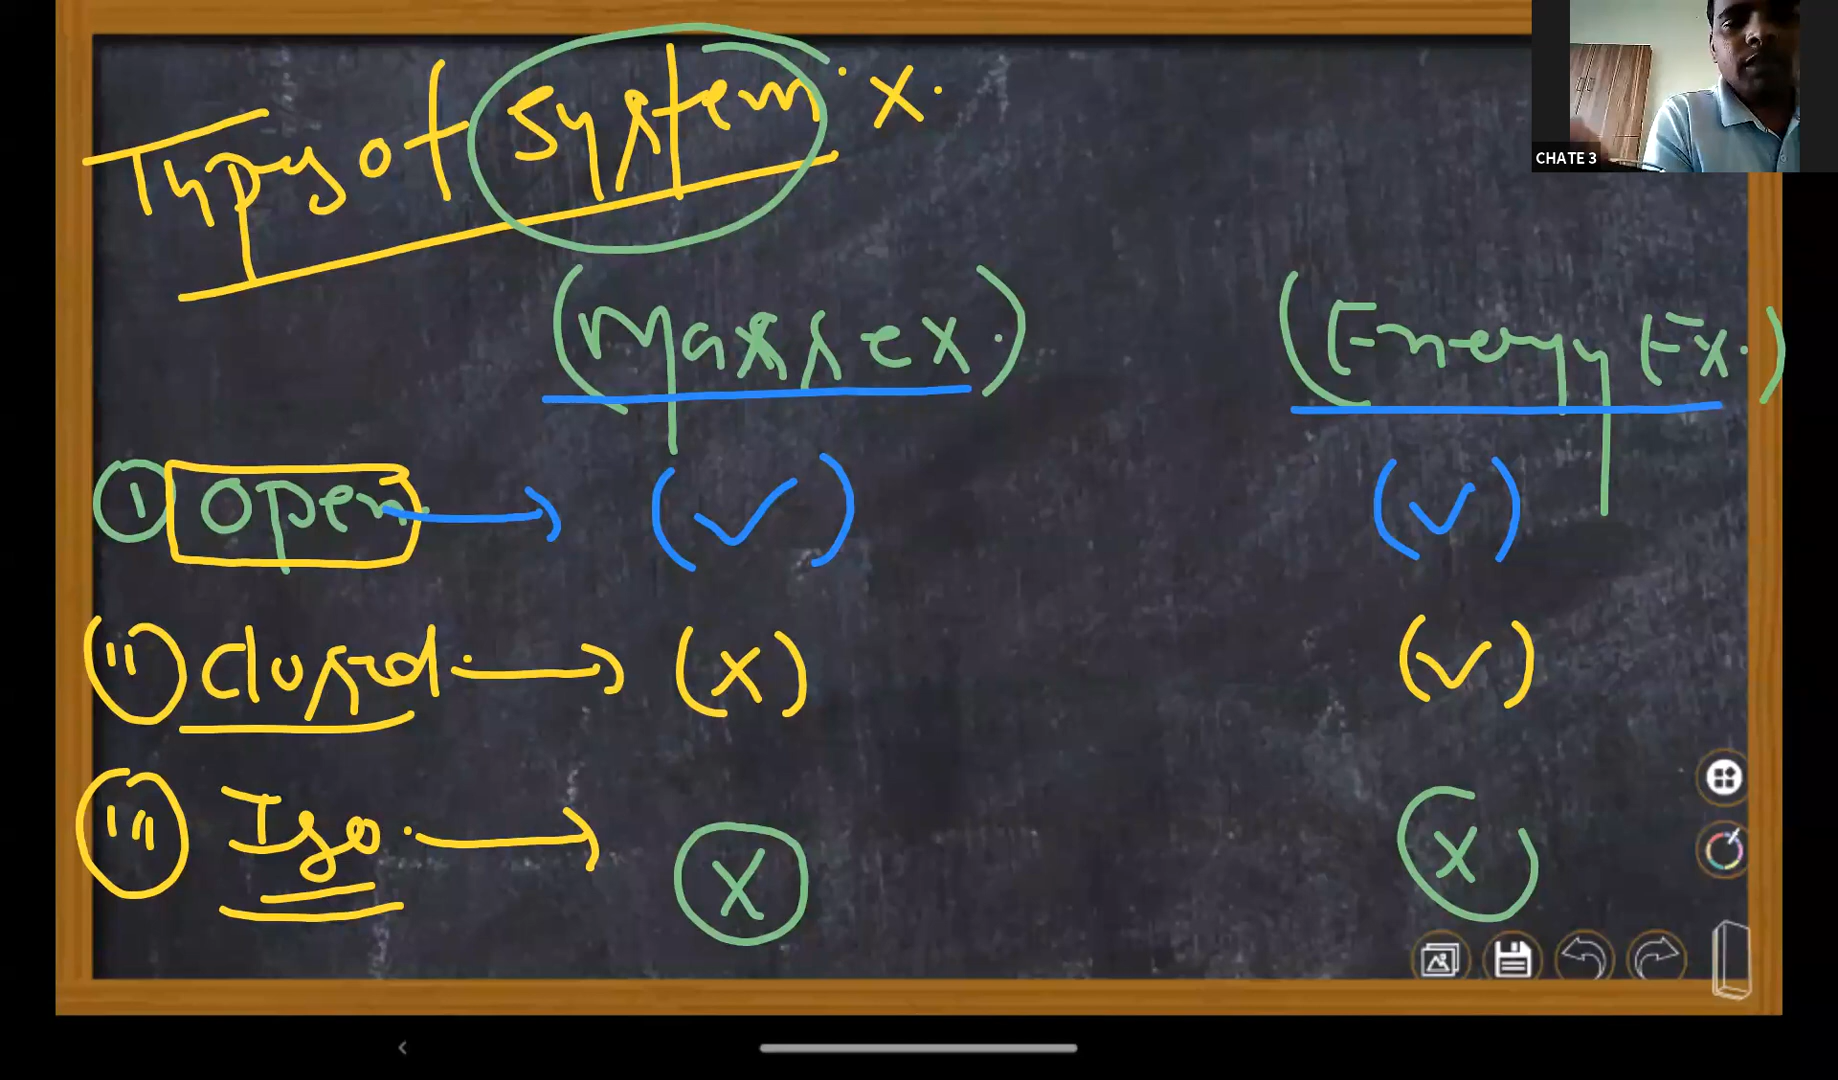 Types of System X.
CHATE 3
(Mass ex.) (Energy Ex.)
(i) Open → (✓) (✓)
(ii) Closed → (X) (✓)
(iii) Iso → X X